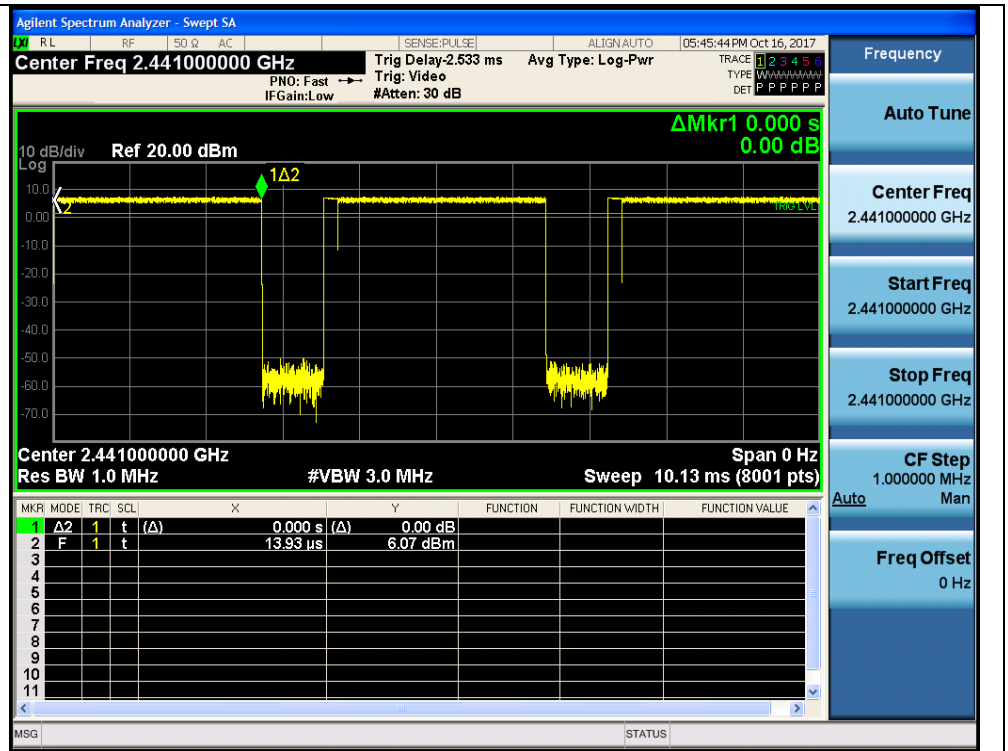 Agilent Spectrum Analyzer - Swept SA
LXI RL RF 50 Ω AC SENSE:PULSE ALIGN AUTO 05:45:44 PM Oct 16, 2017
Center Freq 2.441000000 GHz
PNO: Fast
IFGain:Low
Trig Delay-2.533 ms
Trig: Video
#Atten: 30 dB
Avg Type: Log-Pwr
TRACE 1 2 3 4 5 6
TYPE WWWWWW
DET P P P P P P
ΔMkr1 0.000 s
0.00 dB
10 dB/div Ref 20.00 dBm
Log
1Δ2
10.0
2
TRIG LVL
0.00
-10.0
-20.0
-30.0
-40.0
-50.0
-60.0
-70.0
Center 2.441000000 GHz Span 0 Hz
Res BW 1.0 MHz #VBW 3.0 MHz Sweep 10.13 ms (8001 pts)
MKR MODE TRC SCL X Y FUNCTION FUNCTION WIDTH FUNCTION VALUE
1 Δ2 1 t (Δ) 0.000 s (Δ) 0.00 dB
2 F 1 t 13.93 µs 6.07 dBm
3
4
5
6
7
8
9
10
11
MSG STATUS
Frequency
Auto Tune
Center Freq
2.441000000 GHz
Start Freq
2.441000000 GHz
Stop Freq
2.441000000 GHz
CF Step
1.000000 MHz
Auto Man
Freq Offset
0 Hz